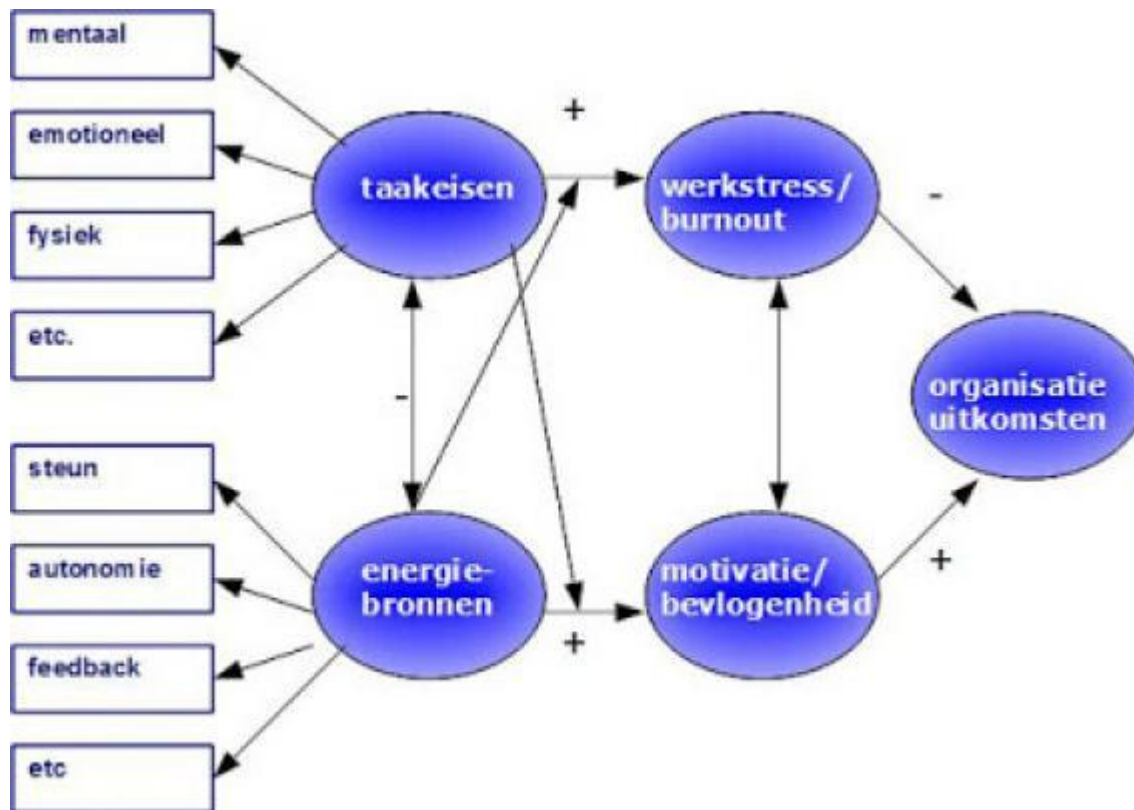 mentaal
emotioneel
fysiek
etc.
steun
autonomie
feedback
etc
taakeisen
energie-
bronnen
-
+
+
werkstress/
burnout
motivatie/
bevlogenheid
-
+
organisatie
uitkomsten